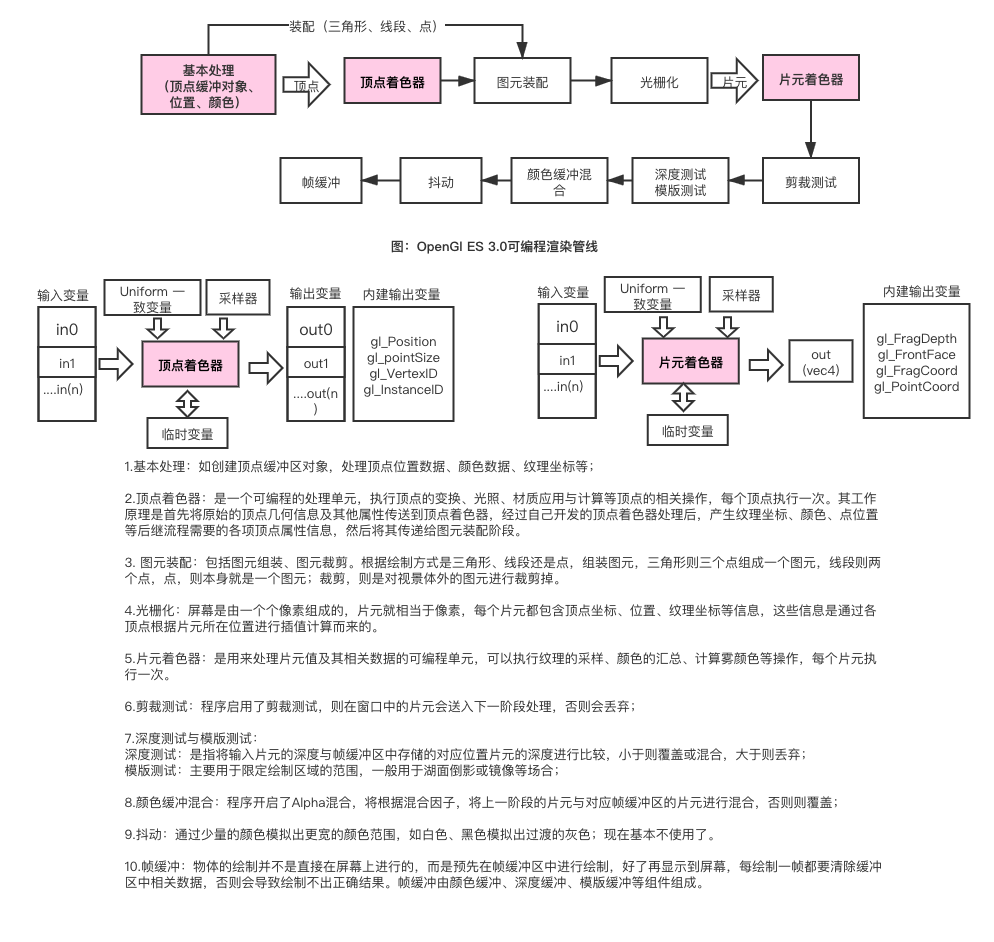 装配（三角形、线段、点）
基本处理
（顶点缓冲对象、
位置、颜色）
顶点
顶点着色器
图元装配
光栅化
片元
片元着色器
帧缓冲
抖动
颜色缓冲混
合
深度测试
模版测试
剪裁测试
图：OpenGl ES 3.0可编程渲染管线
输入变量
in0
in1
....in(n)
Uniform 一
致变量
采样器
顶点着色器
临时变量
输出变量
out0
out1
....out(n
)
内建输出变量
gl_Position
gl_pointSize
gl_VertexID
gl_InstanceID
输入变量
in0
in1
....in(n)
Uniform 一
致变量
采样器
片元着色器
临时变量
out
(vec4)
内建输出变量
gl_FragDepth
gl_FrontFace
gl_FragCoord
gl_PointCoord
1.基本处理：如创建顶点缓冲区对象，处理顶点位置数据、颜色数据、纹理坐标等；
2.顶点着色器：是一个可编程的处理单元，执行顶点的变换、光照、材质应用与计算等顶点的相关操作，每个顶点执行一次。其工作
原理是首先将原始的顶点几何信息及其他属性传送到顶点着色器，经过自己开发的顶点着色器处理后，产生纹理坐标、颜色、点位置
等后继流程需要的各项顶点属性信息，然后将其传递给图元装配阶段。
3. 图元装配：包括图元组装、图元裁剪。根据绘制方式是三角形、线段还是点，组装图元，三角形则三个点组成一个图元，线段则两
个点，点，则本身就是一个图元；裁剪，则是对视景体外的图元进行裁剪掉。
4.光栅化：屏幕是由一个个像素组成的，片元就相当于像素，每个片元都包含顶点坐标、位置、纹理坐标等信息，这些信息是通过各
顶点根据片元所在位置进行插值计算而来的。
5.片元着色器：是用来处理片元值及其相关数据的可编程单元，可以执行纹理的采样、颜色的汇总、计算雾颜色等操作，每个片元执
行一次。
6.剪裁测试：程序启用了剪裁测试，则在窗口中的片元会送入下一阶段处理，否则会丢弃；
7.深度测试与模版测试：
深度测试：是指将输入片元的深度与帧缓冲区中存储的对应位置片元的深度进行比较，小于则覆盖或混合，大于则丢弃；
模版测试：主要用于限定绘制区域的范围，一般用于湖面倒影或镜像等场合；
8.颜色缓冲混合：程序开启了Alpha混合，将根据混合因子，将上一阶段的片元与对应帧缓冲区的片元进行混合，否则则覆盖；
9.抖动：通过少量的颜色模拟出更宽的颜色范围，如白色、黑色模拟出过渡的灰色；现在基本不使用了。
10.帧缓冲：物体的绘制并不是直接在屏幕上进行的，而是预先在帧缓冲区中进行绘制，好了再显示到屏幕，每绘制一帧都要清除缓冲
区中相关数据，否则会导致绘制不出正确结果。帧缓冲由颜色缓冲、深度缓冲、模版缓冲等组件组成。